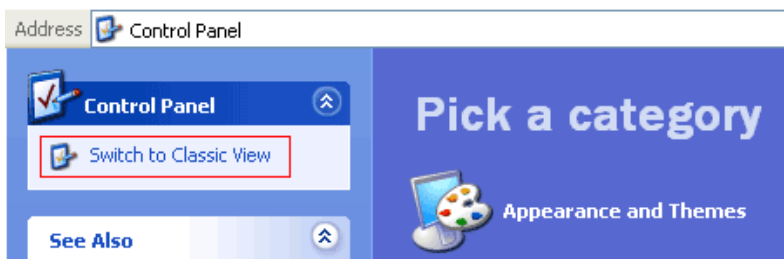 Address Control Panel
Control Panel
Switch to Classic View
See Also
Pick a category
Appearance and Themes